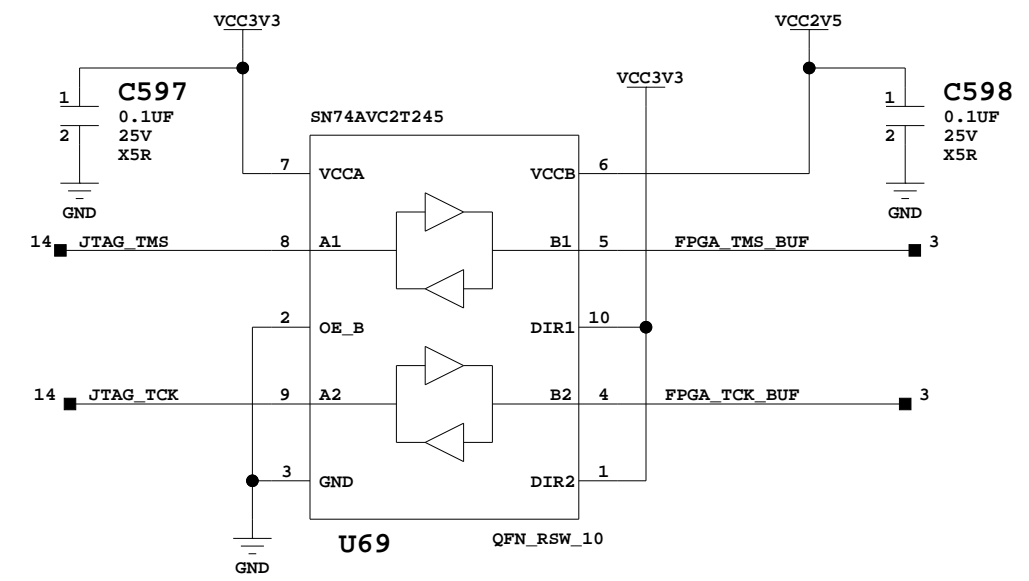 VCC3V3
VCC2V5
VCC3V3
1 C597
0.1UF
2 25V
X5R
GND
1 C598
0.1UF
2 25V
X5R
GND
SN74AVC2T245
7 VCCA VCCB 6
14 JTAG_TMS 8 A1 B1 5 FPGA_TMS_BUF 3
2 OE_B DIR1 10
14 JTAG_TCK 9 A2 B2 4 FPGA_TCK_BUF 3
3 GND DIR2 1
U69 QFN_RSW_10
GND